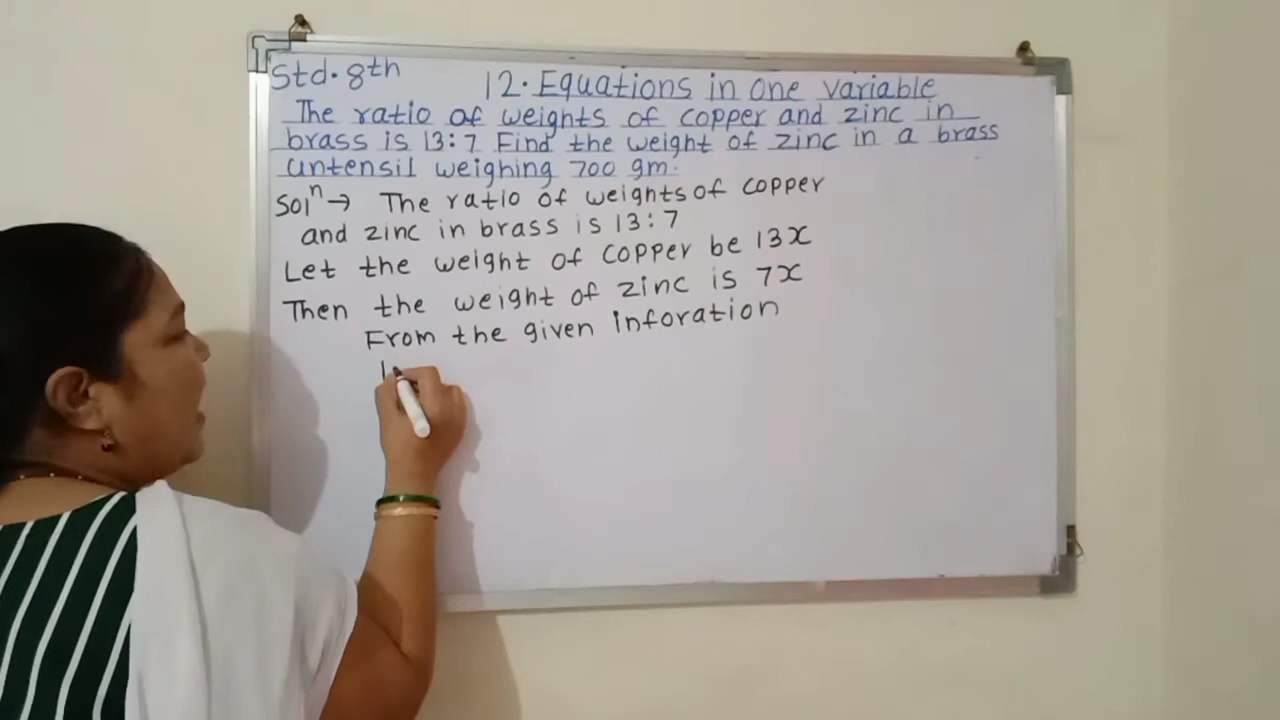 Std. 8th
12. Equations in one variable
The ratio of weights of copper and zinc in
brass is 13:7 Find the weight of zinc in a brass
untensil weighing 700 gm.
Solⁿ → The ratio of weights of copper
and zinc in brass is 13:7
Let the weight of copper be 13x
Then the weight of zinc is 7x
From the given inforation